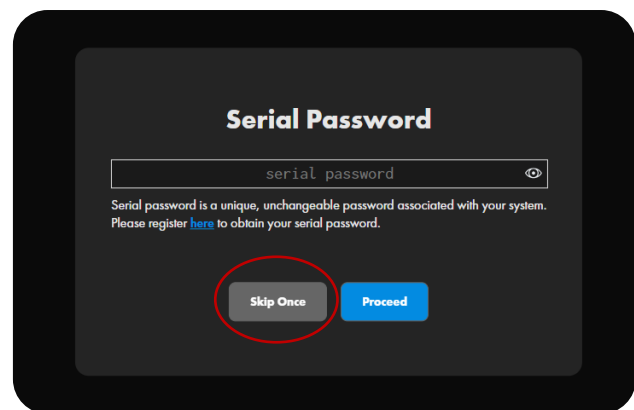 Serial Password
serial password
Serial password is a unique, unchangeable password associated with your system.
Please register here to obtain your serial password.
Skip Once
Proceed